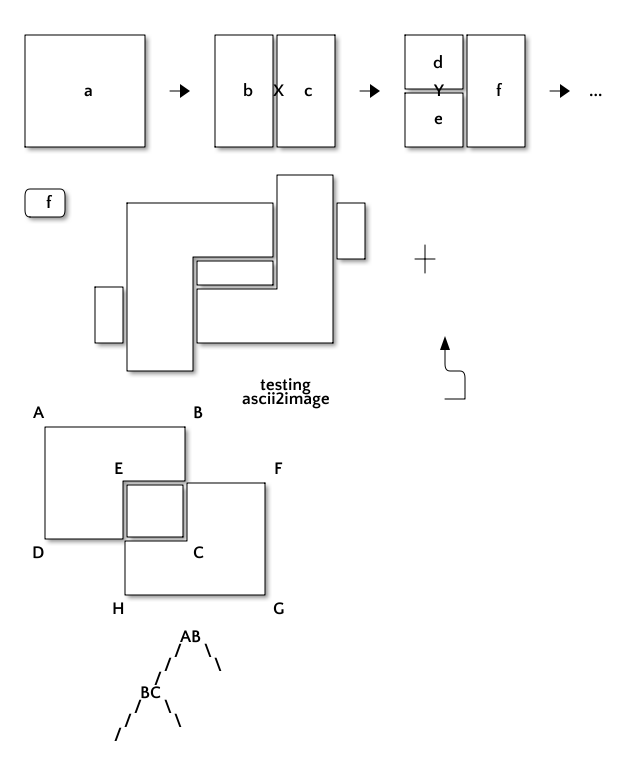 a b X c d Y e f ...
f
testing
ascii2image
A B
E F
D C
H G
AB
BC